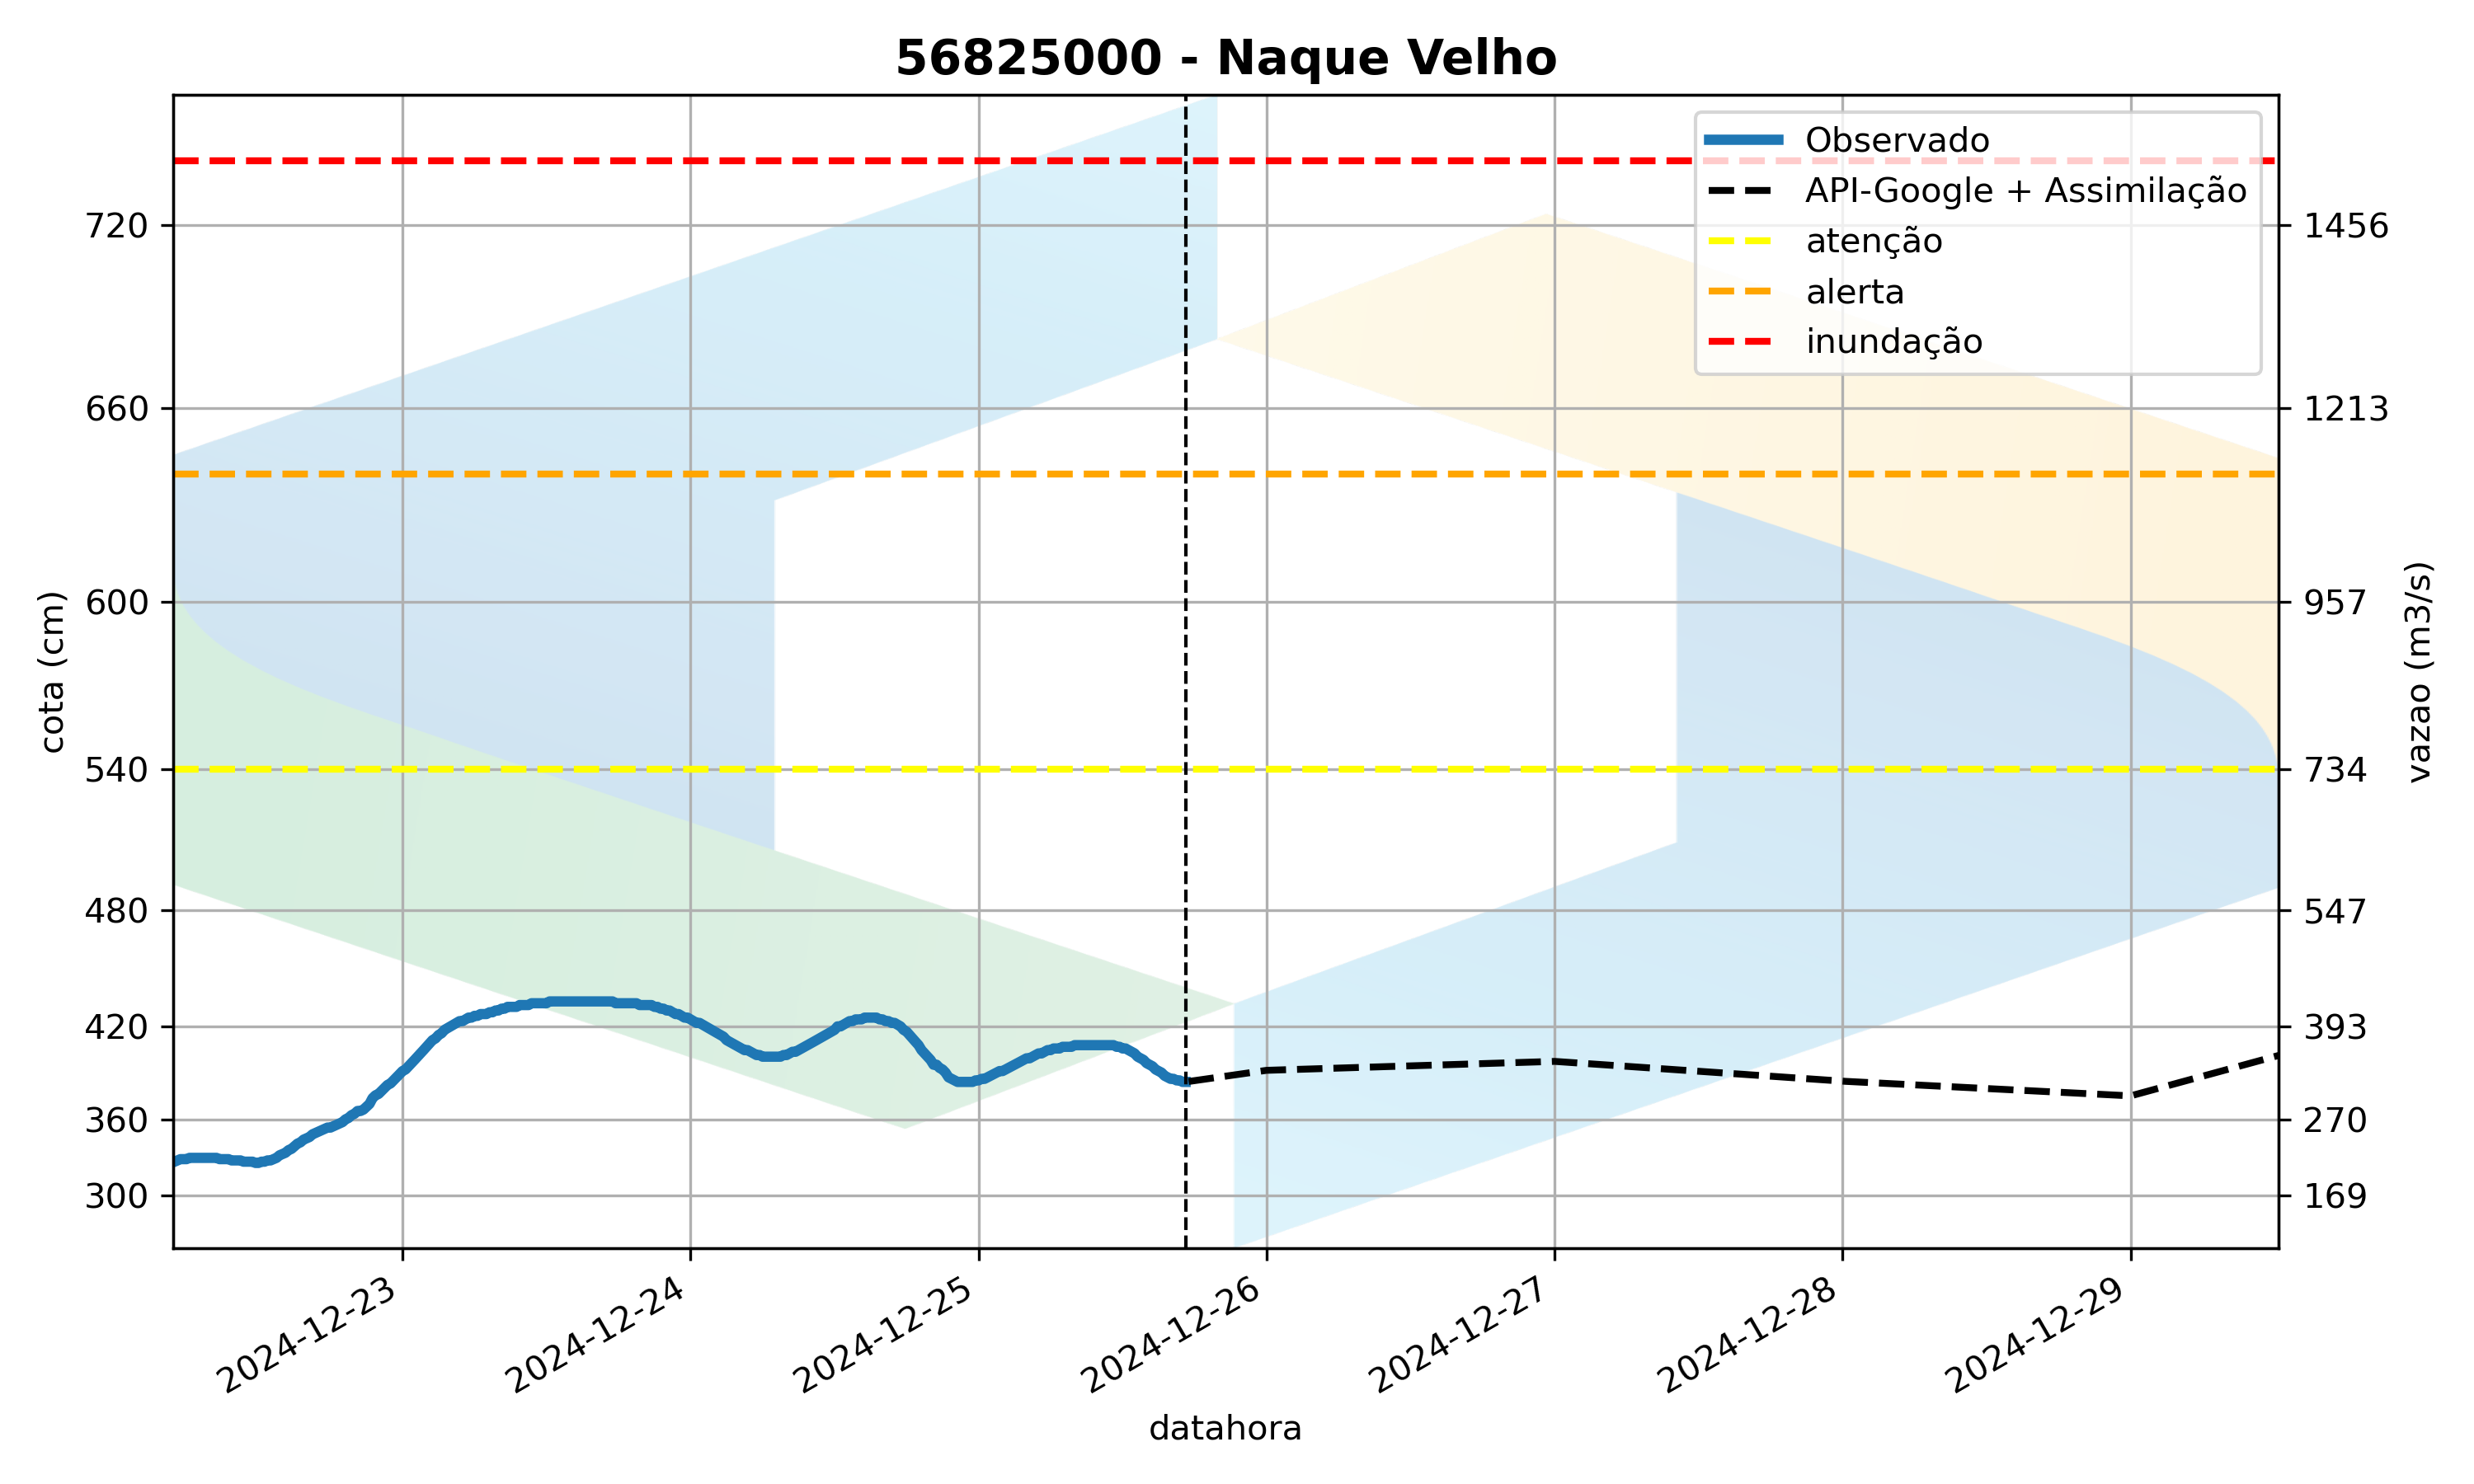 56825000 - Naque Velho
Observado
API-Google + Assimilação
atenção
alerta
inundação
cota (cm)
720
660
600
540
480
420
360
300
1456
1213
957
734
547
393
270
169
vazao (m3/s)
2024-12-23
2024-12-24
2024-12-25
2024-12-26
2024-12-27
2024-12-28
2024-12-29
datahora